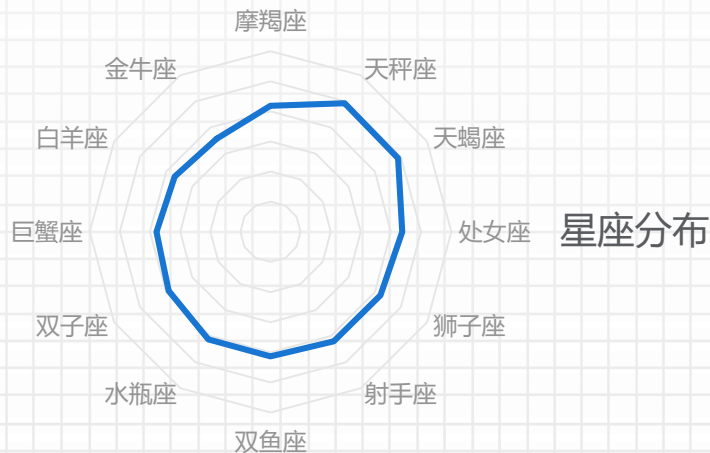 摩羯座
金牛座
天秤座
白羊座
天蝎座
巨蟹座
处女座
星座分布
双子座
狮子座
水瓶座
射手座
双鱼座